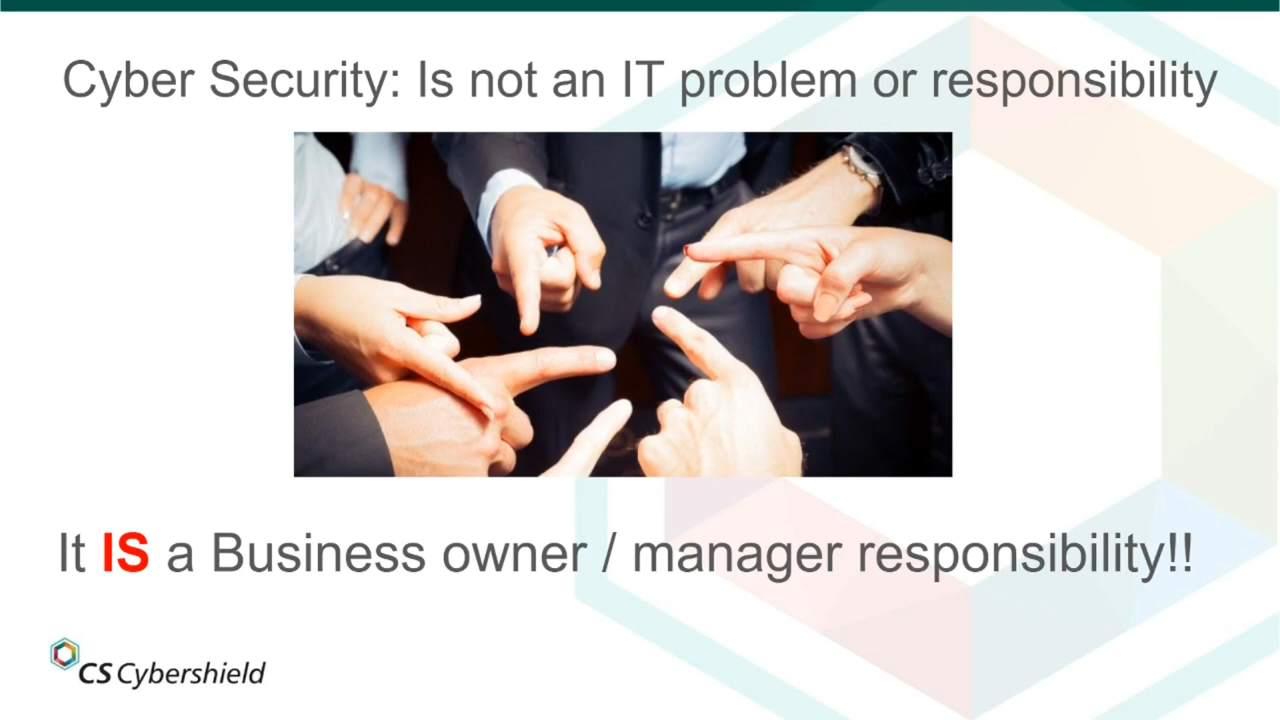 Cyber Security: Is not an IT problem or responsibility
It IS a Business owner / manager responsibility!!
CS Cybershield